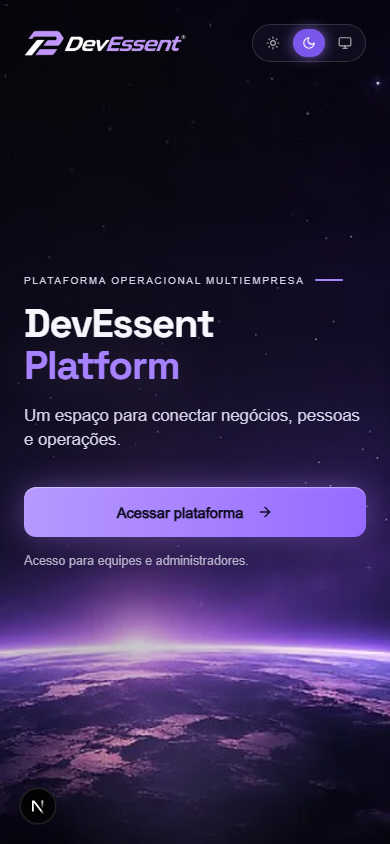 DevEssent®
PLATAFORMA OPERACIONAL MULTIEMPRESA
DevEssent
Platform
Um espaço para conectar negócios, pessoas
e operações.
Acessar plataforma →
Acesso para equipes e administradores.
N